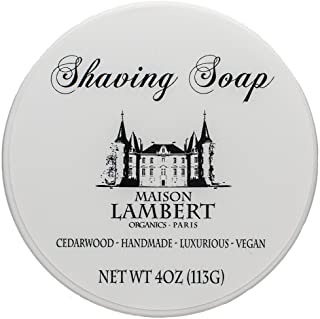 Shaving Soap
MAISON
LAMBERT
ORGANICS - PARIS
CEDARWOOD - HANDMADE - LUXURIOUS - VEGAN
NET WT 4OZ (113G)